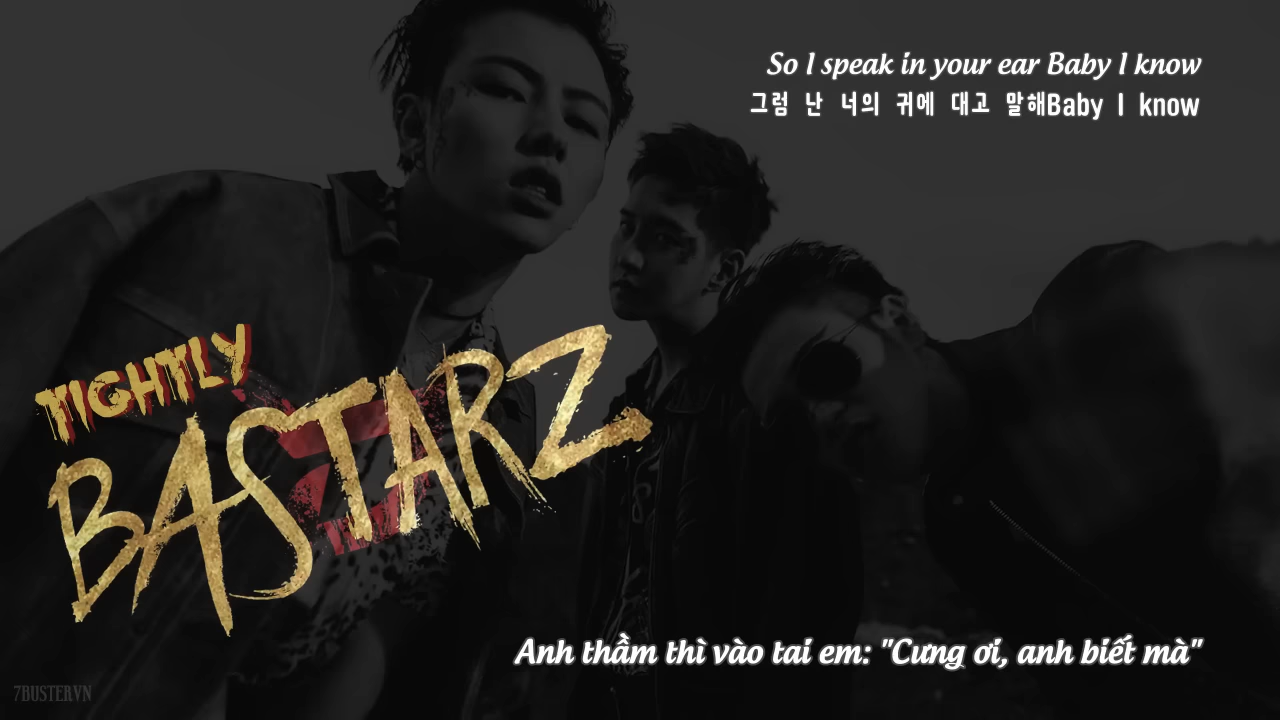 So I speak in your ear Baby I know
그럼 난 너의 귀에 대고 말해Baby I know
TIGHTLY
BASTARZ
Anh thầm thì vào tai em: "Cưng ơi, anh biết mà"
7BUSTERVN